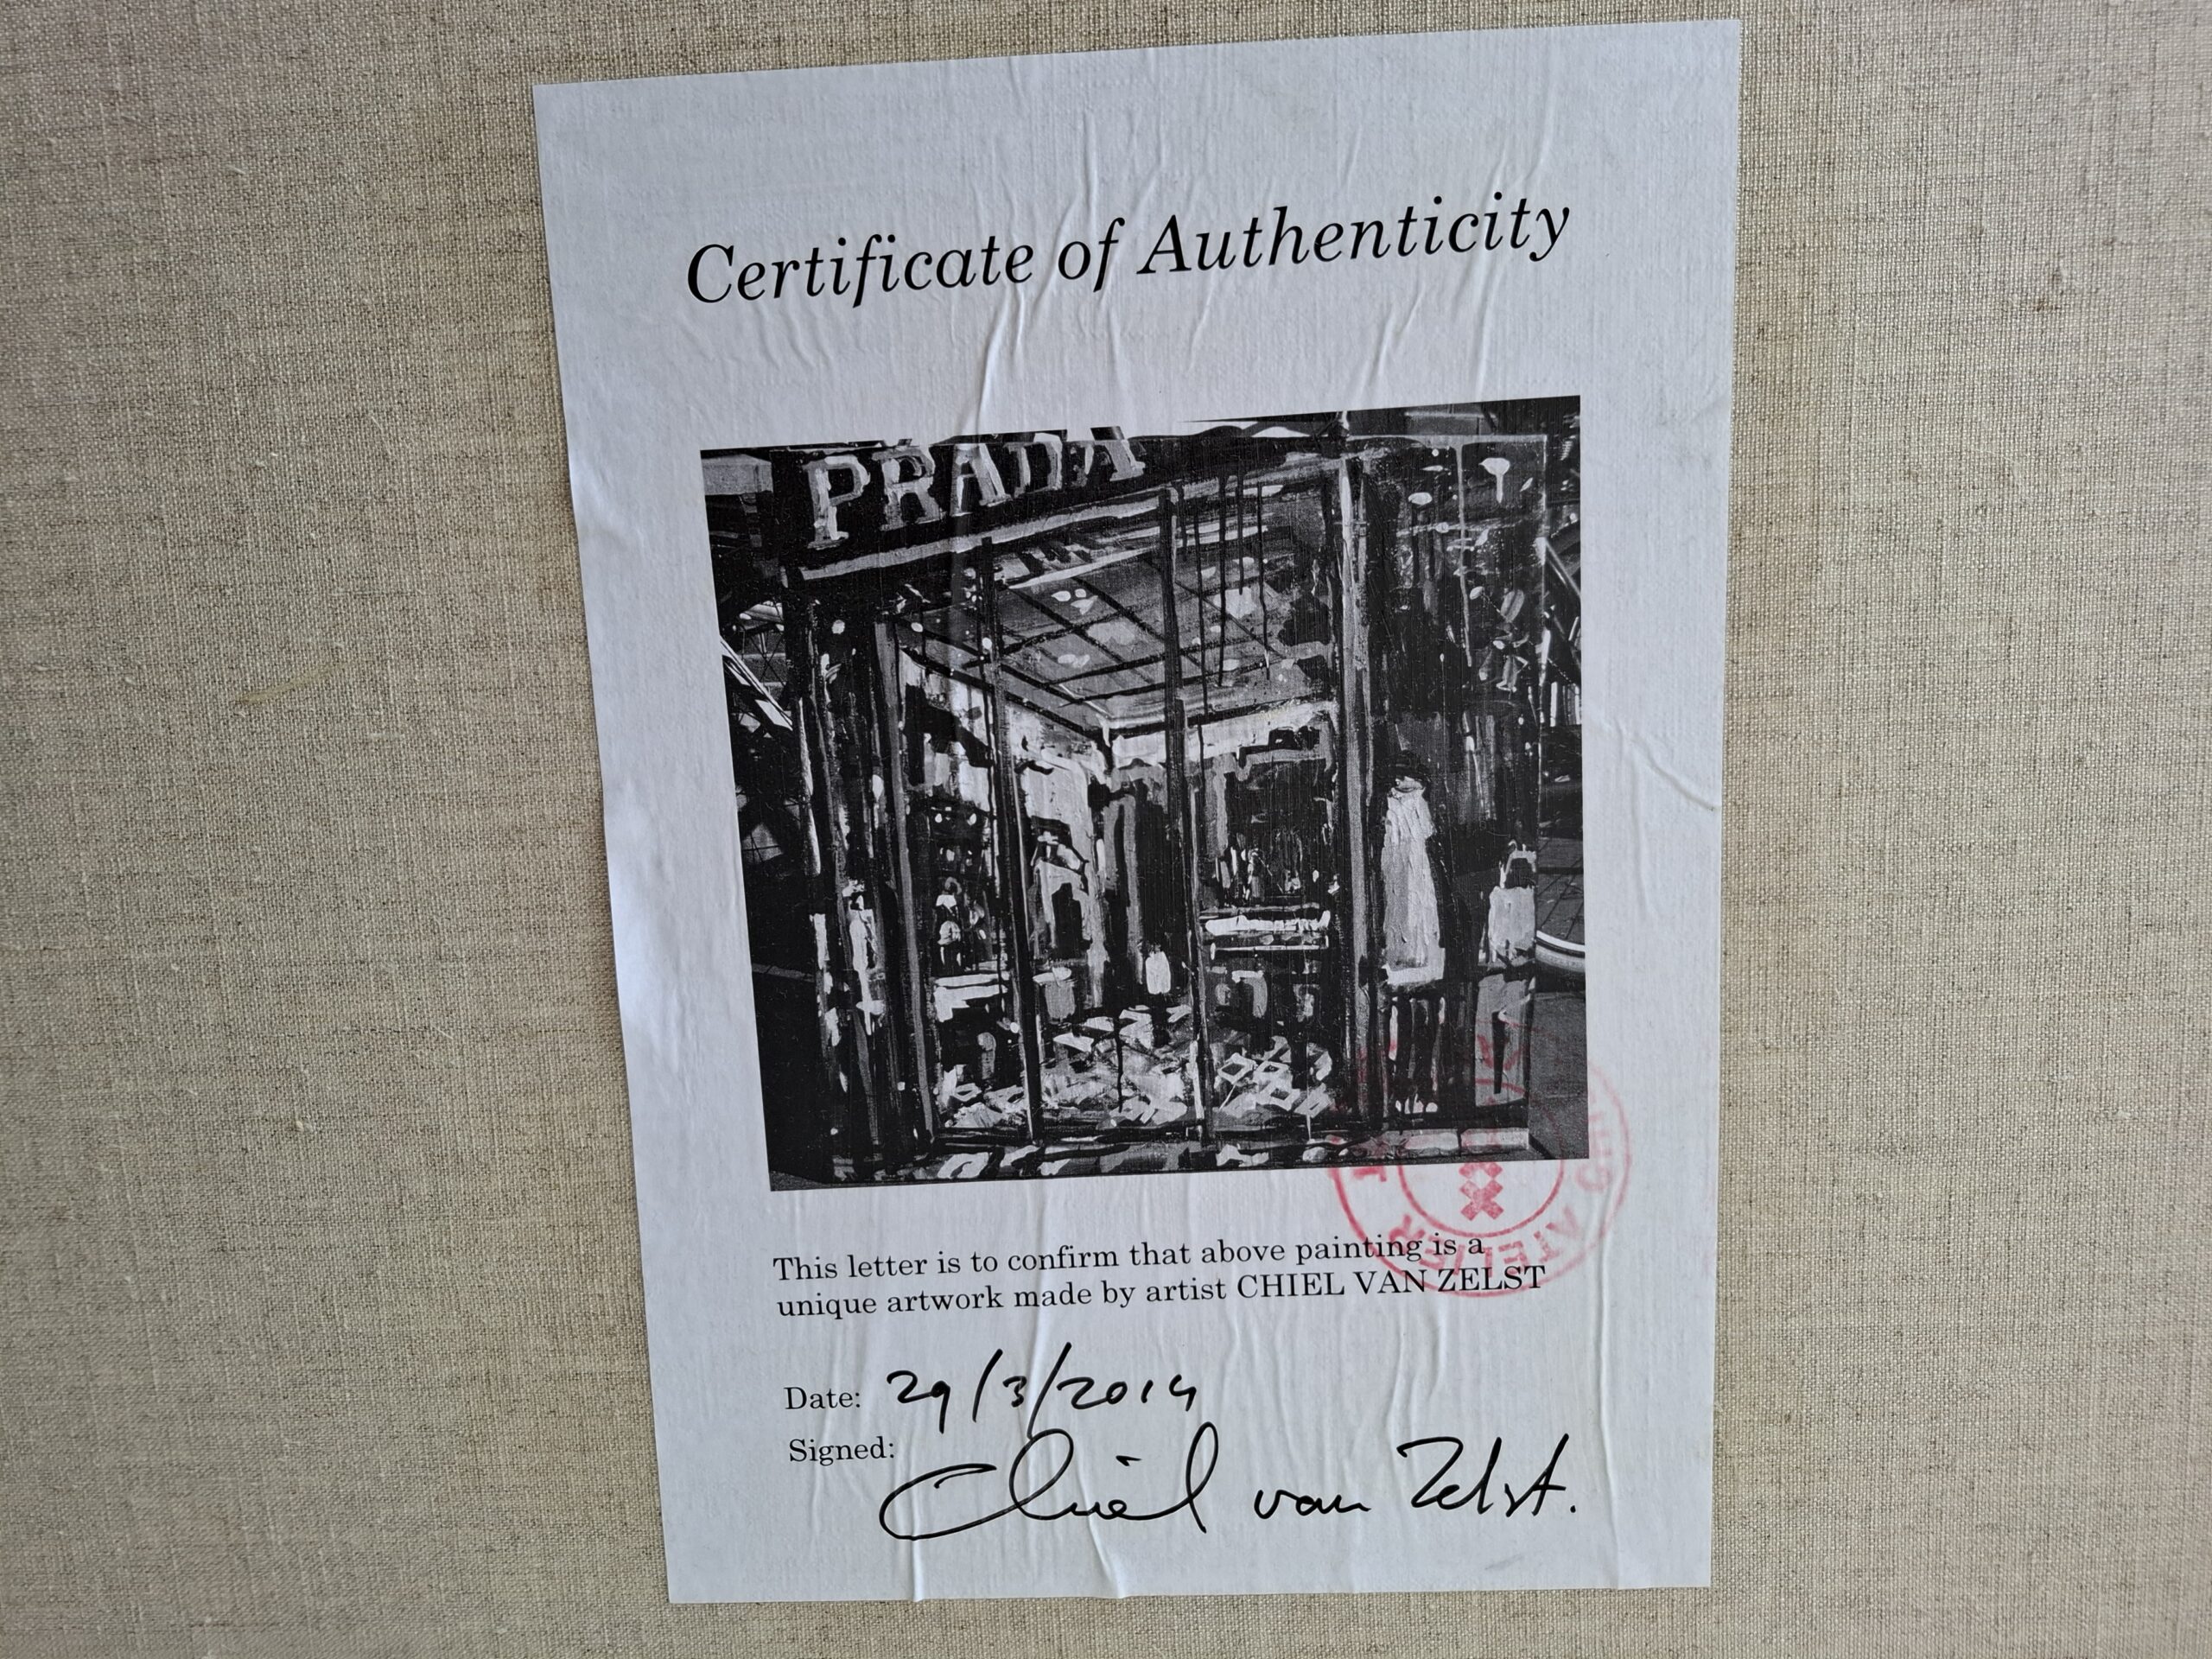 Certificate of Authenticity
PRADA
This letter is to confirm that above painting is a
unique artwork made by artist CHIEL VAN ZELST
Date: 29/3/2014
Signed:
Chiel van Zelst.
ATELIER